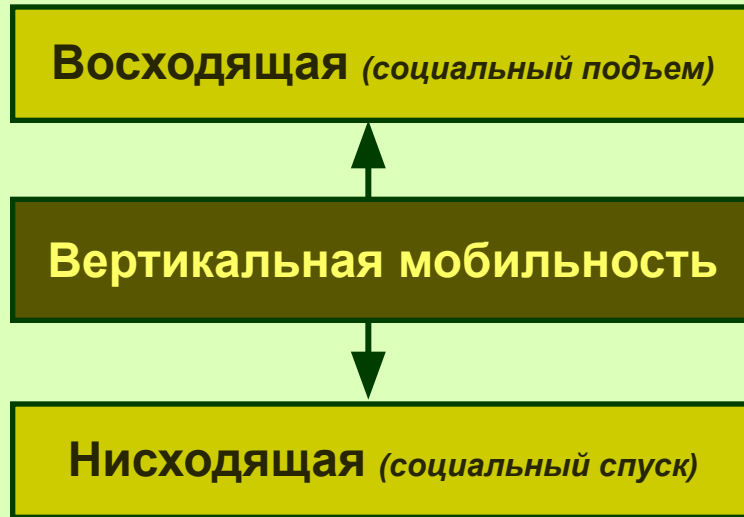 Восходящая (социальный подъем)
Вертикальная мобильность
Нисходящая (социальный спуск)